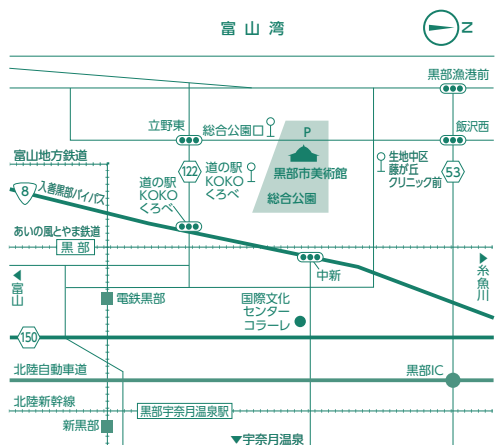 富山湾
N
黒部漁港前
立野東
総合公園口
P
飯沢西
富山地方鉄道
122
道の駅
KOKO
くろべ
黒部市美術館
生地中区
藤が丘
クリニック前
53
8
入善黒部バイパス
道の駅
KOKO
くろべ
総合公園
あいの風とやま鉄道
黒部
中新
富山
糸魚川
電鉄黒部
国際文化
センター
コラーレ
150
北陸自動車道
黒部IC
北陸新幹線
黒部宇奈月温泉駅
新黒部
▼宇奈月温泉